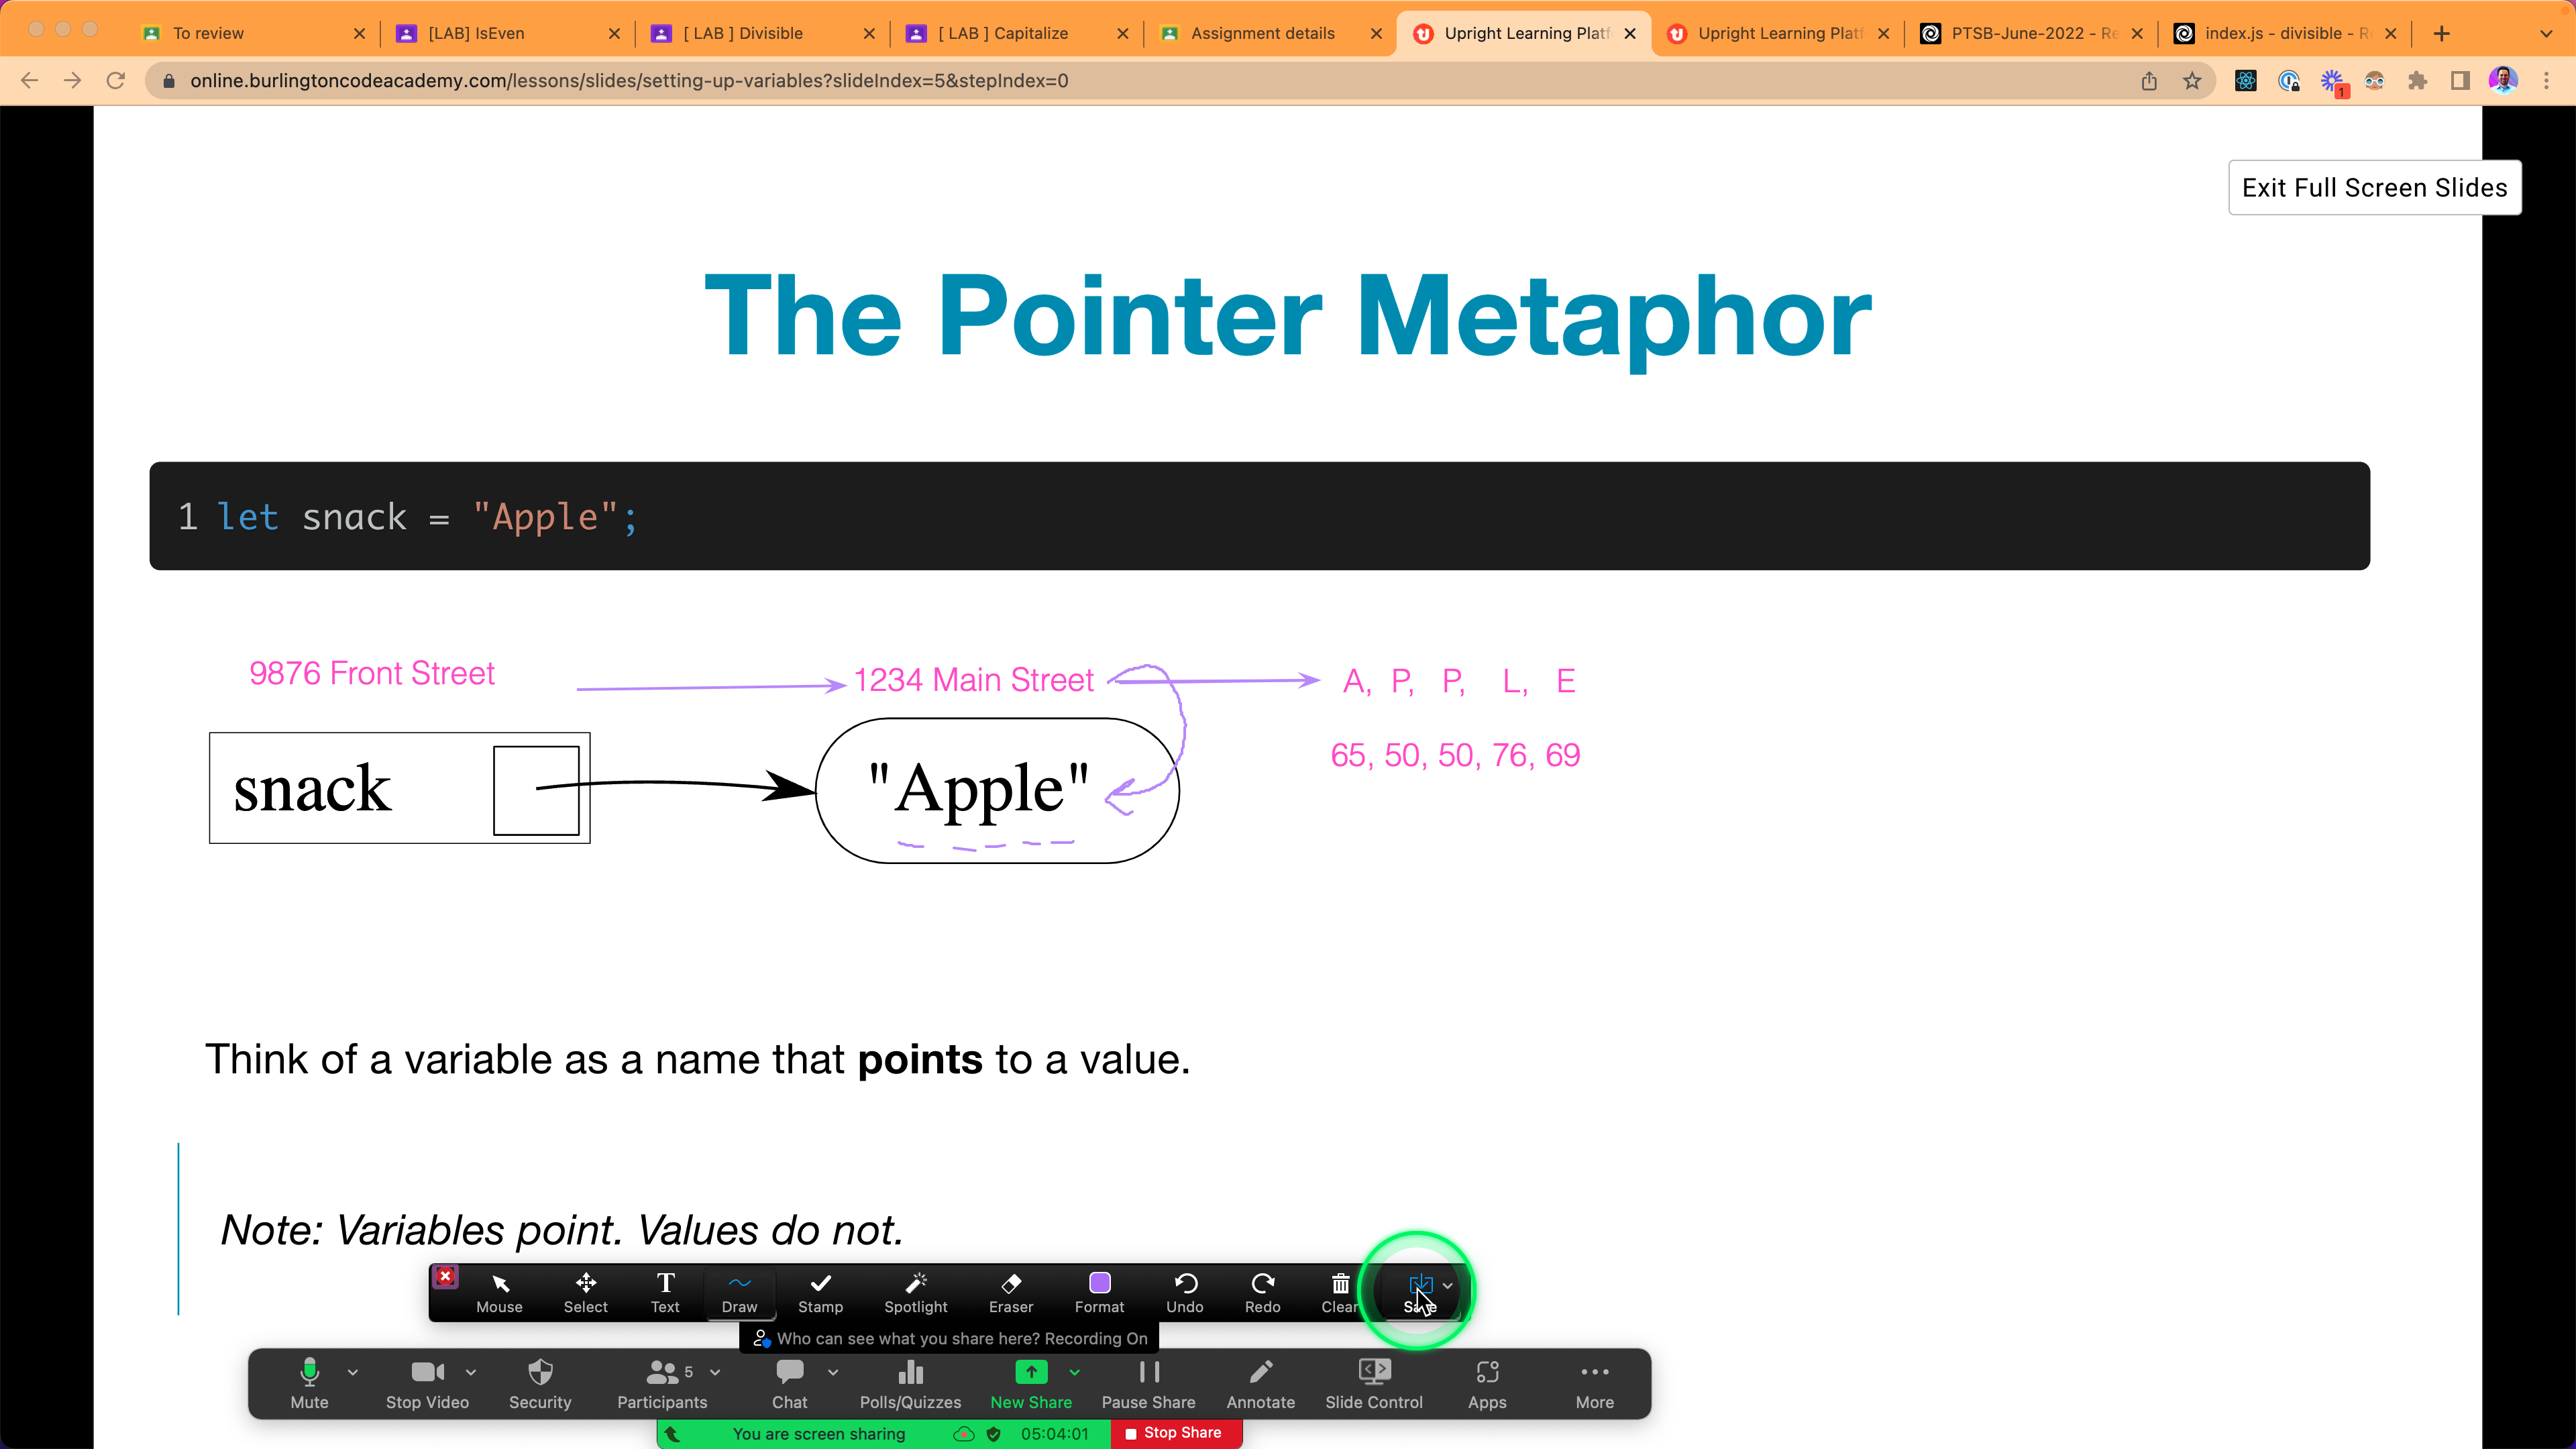 To review
[LAB] IsEven
[ LAB ] Divisible
[ LAB ] Capitalize
Assignment details
Upright Learning Platf
Upright Learning Platf
PTSB-June-2022 - Re
index.js - divisible - R
online.burlingtoncodeacademy.com/lessons/slides/setting-up-variables?slideIndex=5&stepIndex=0
1
Exit Full Screen Slides
The Pointer Metaphor
1 let snack = "Apple";
9876 Front Street
1234 Main Street
A, P, P, L, E
65, 50, 50, 76, 69
snack
"Apple"
Think of a variable as a name that points to a value.
Note: Variables point. Values do not.
Mouse
Select
T
Text
Draw
Stamp
Spotlight
Eraser
Format
Undo
Redo
Clear
Save
Who can see what you share here? Recording On
Mute
Stop Video
Security
5
Participants
Chat
Polls/Quizzes
New Share
Pause Share
Annotate
Slide Control
Apps
More
You are screen sharing
05:04:01
Stop Share